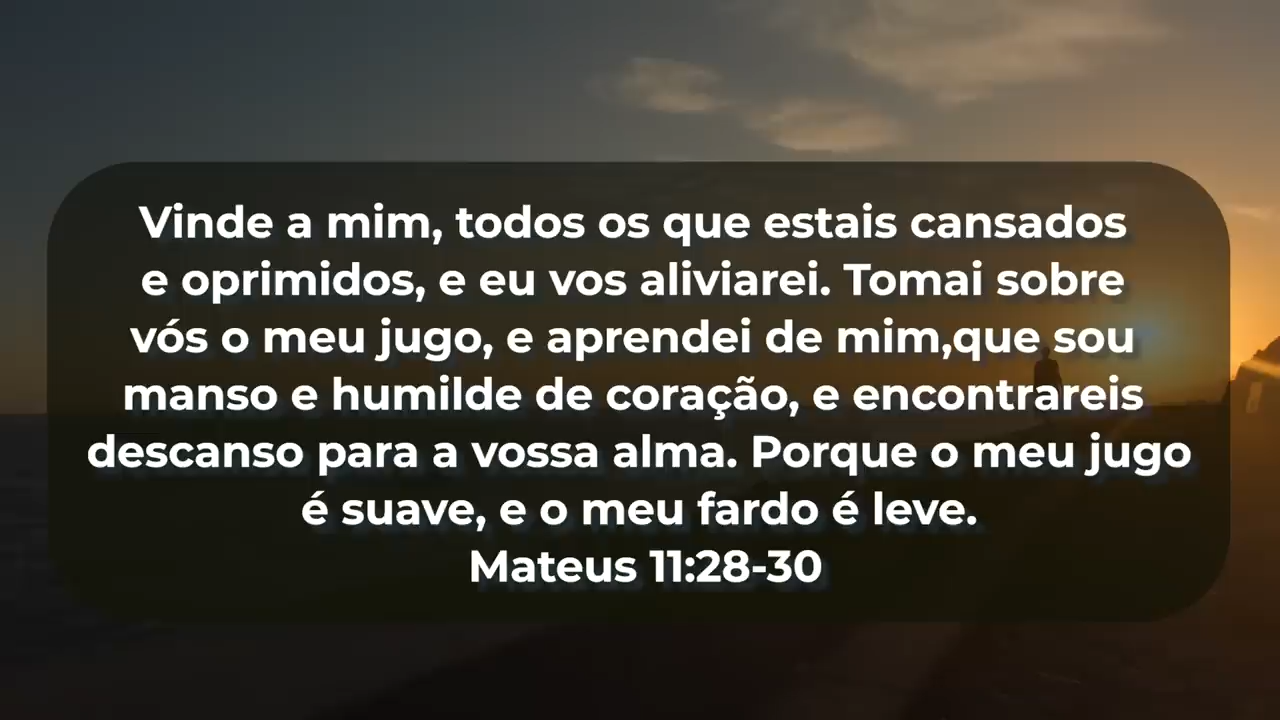 Vinde a mim, todos os que estais cansados
e oprimidos, e eu vos aliviarei. Tomai sobre
vós o meu jugo, e aprendei de mim,que sou
manso e humilde de coração, e encontrareis
descanso para a vossa alma. Porque o meu jugo
é suave, e o meu fardo é leve.
Mateus 11:28-30